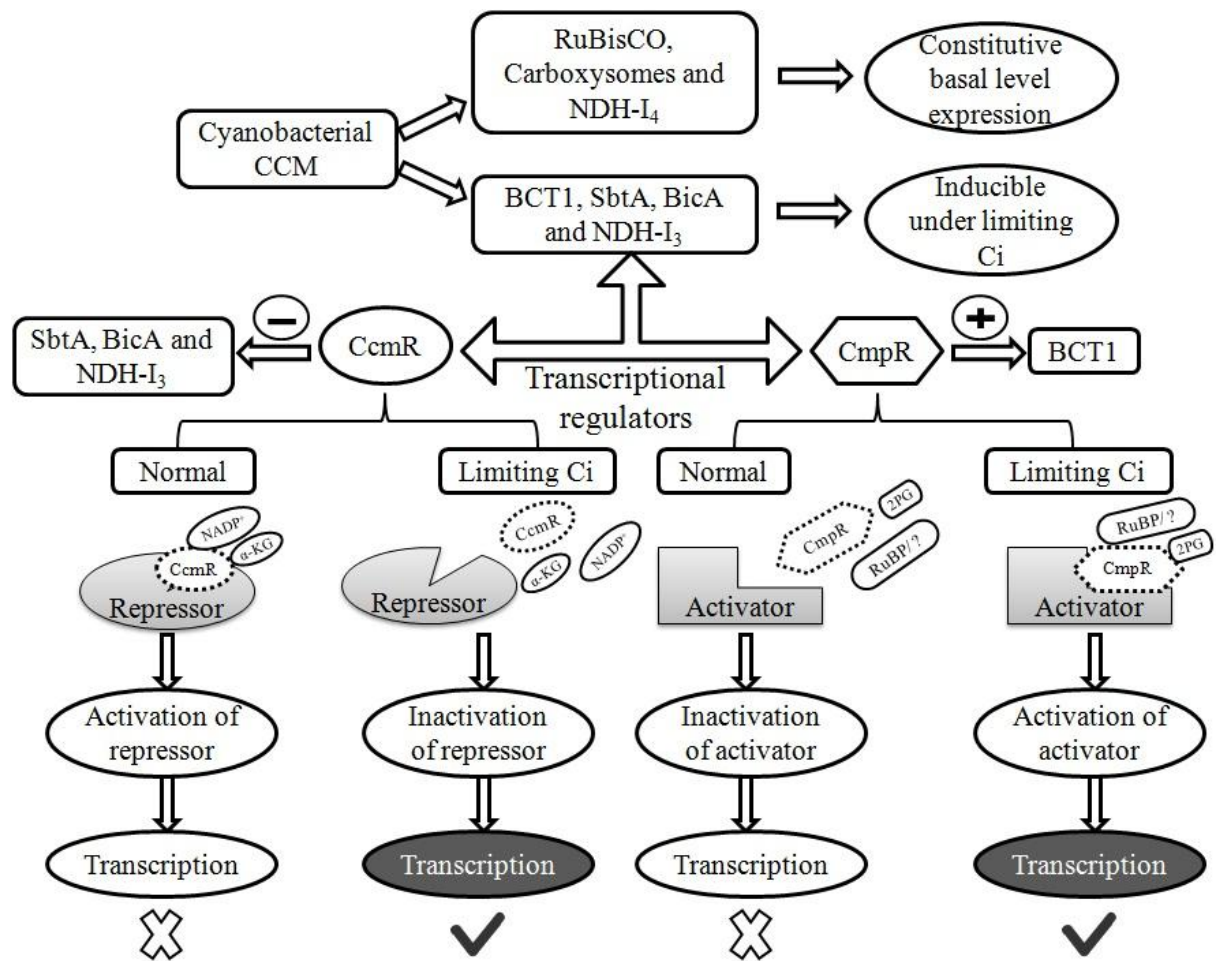 RuBisCO,
Carboxysomes and
NDH-I₄
Constitutive
basal level
expression
Cyanobacterial
CCM
BCT1, SbtA, BicA
and NDH-I₃
Inducible
under limiting
Ci
SbtA, BicA and
NDH-I₃
−
CcmR
Transcriptional
regulators
CmpR
+
BCT1
Normal
Limiting Ci
Normal
Limiting Ci
NADP⁺
α-KG
CcmR
Repressor
CcmR
α-KG
NADP⁺
Repressor
CmpR
2PG
RuBP/ ?
Activator
RuBP/ ?
2PG
CmpR
Activator
Activation of
repressor
Inactivation
of repressor
Inactivation
of activator
Activation of
activator
Transcription
Transcription
Transcription
Transcription